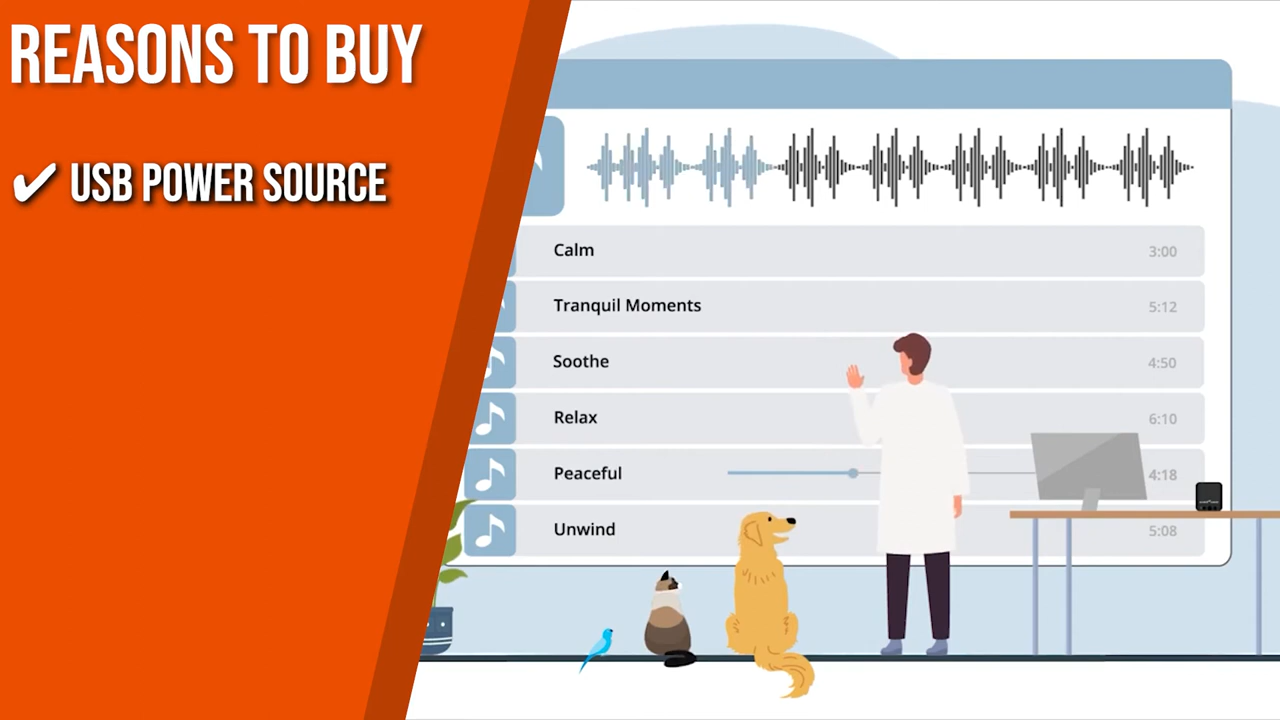 REASONS TO BUY
✔ USB POWER SOURCE
Calm 3:00
Tranquil Moments 5:12
Soothe 4:50
Relax 6:10
Peaceful 4:18
Unwind 5:08